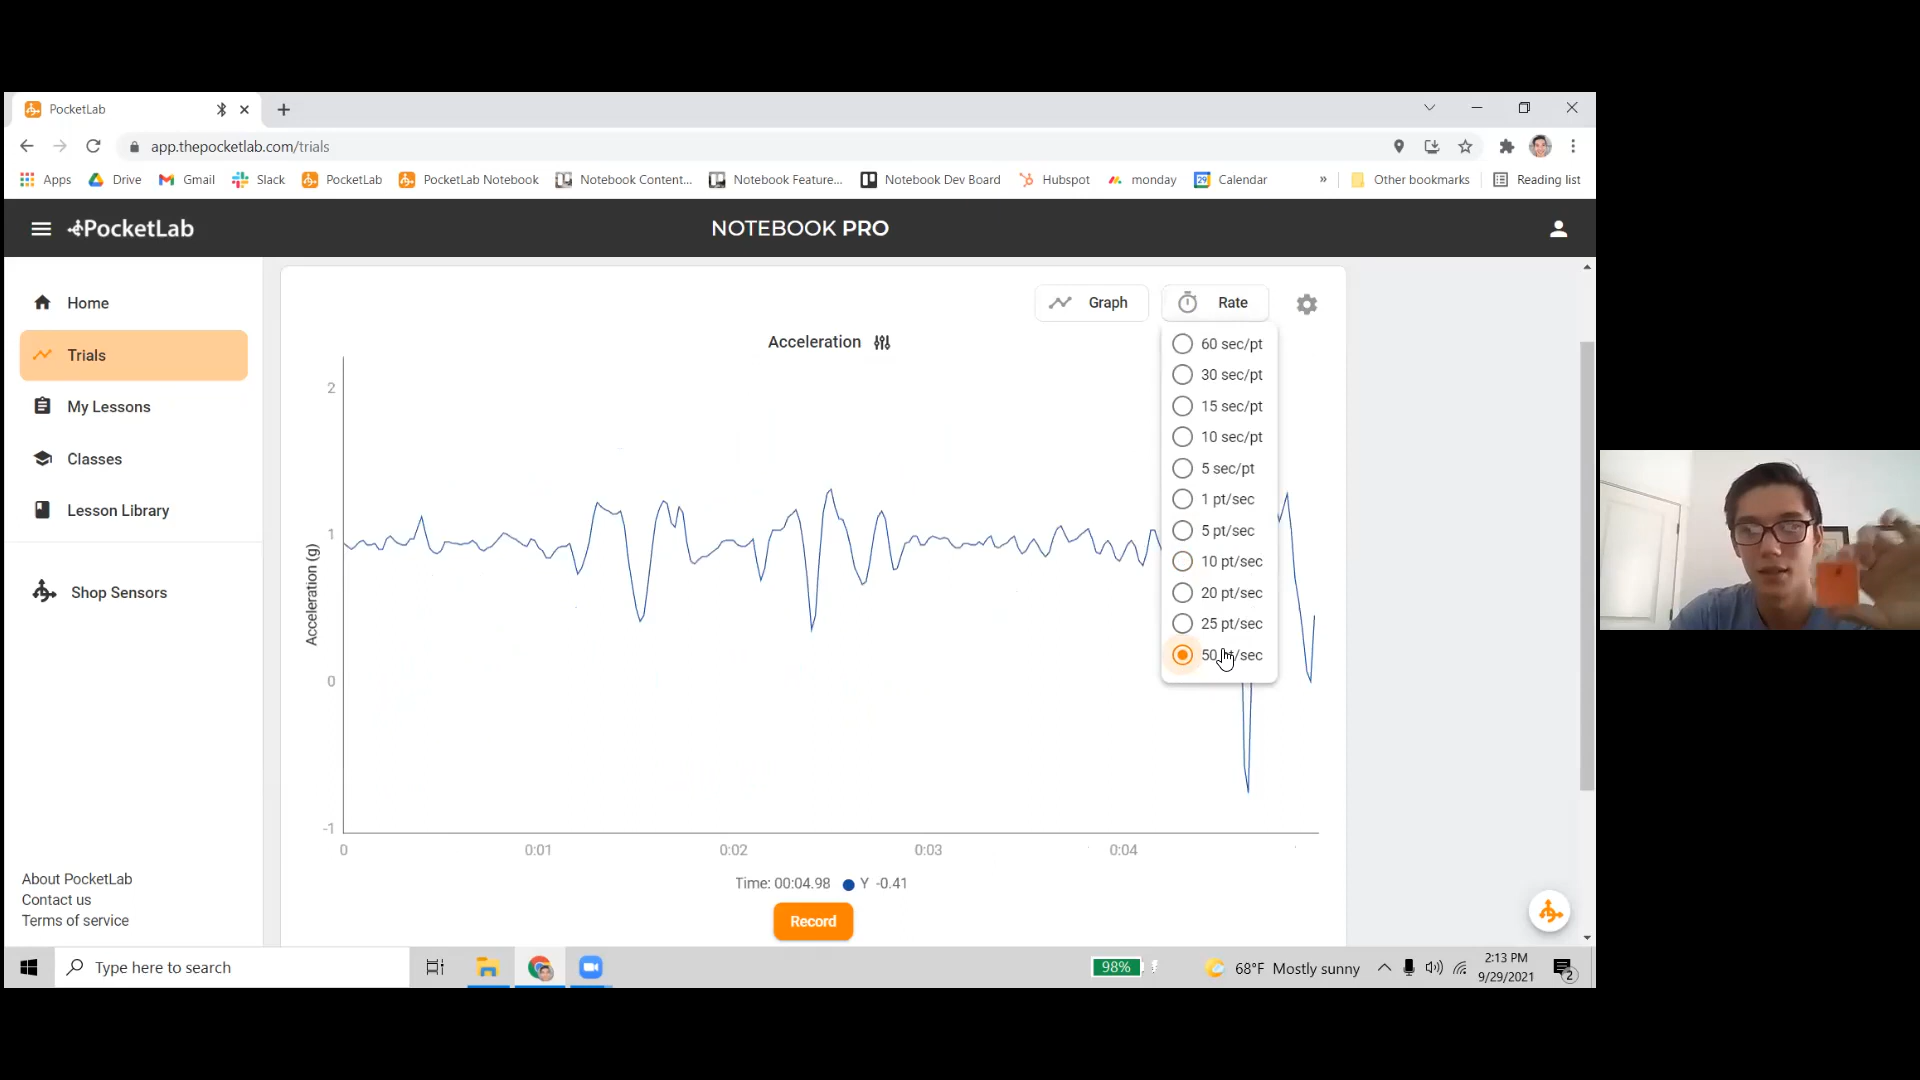 PocketLab
app.thepocketlab.com/trials
Apps Drive Gmail Slack PocketLab PocketLab Notebook Notebook Content... Notebook Feature... Notebook Dev Board Hubspot monday 29 Calendar » Other bookmarks Reading list
PocketLab
NOTEBOOK PRO
Home
Trials
My Lessons
Classes
Lesson Library
Shop Sensors
About PocketLab
Contact us
Terms of service
Graph
Rate
Acceleration
60 sec/pt
30 sec/pt
15 sec/pt
10 sec/pt
5 sec/pt
1 pt/sec
5 pt/sec
10 pt/sec
20 pt/sec
25 pt/sec
50 pt/sec
Acceleration (g)
2
1
0
-1
0 0:01 0:02 0:03 0:04
Time: 00:04.98 Y -0.41
Record
Type here to search
98%
68°F Mostly sunny
2:13 PM
9/29/2021
2